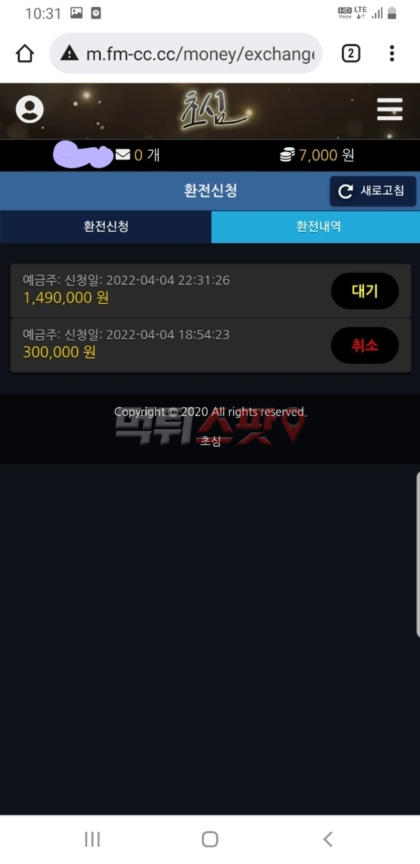 10:31 HD Voice LTE
m.fm-cc.cc/money/exchange
2
초심
0 개
7,000 원
환전신청
새로고침
환전신청
환전내역
예금주: 신청일: 2022-04-04 22:31:26
1,490,000 원
대기
예금주: 신청일: 2022-04-04 18:54:23
300,000 원
취소
Copyright © 2020 All rights reserved.
먹튀스팟
초심